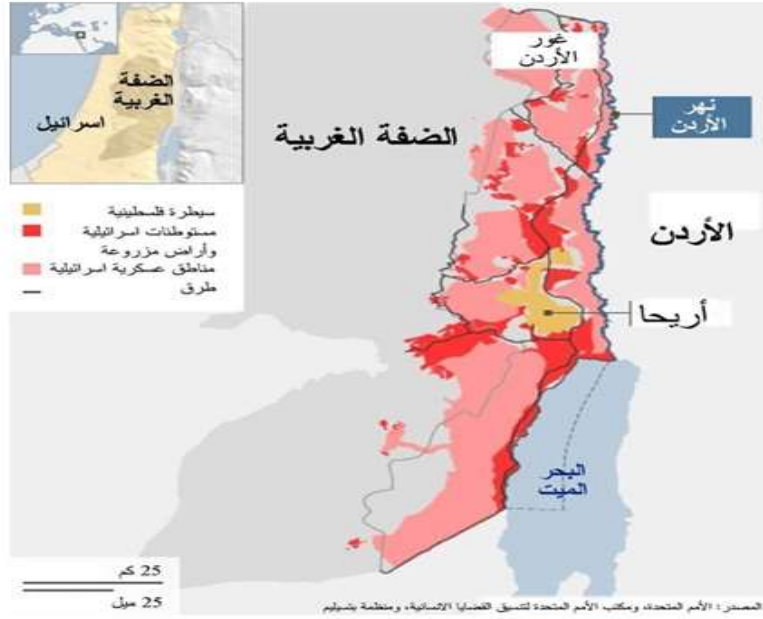 الضفة
الغربية
اسرائيل
سيطرة فلسطينية
مستوطنات اسرائيلية
وأراض مزروعة
مناطق عسكرية اسرائيلية
طرق
غور
الأردن
نهر
الأردن
الضفة الغربية
الأردن
أريحا
البحر
الميت
25 كم
25 ميل
المصدر: الأمم المتحدة، ومكتب الأمم المتحدة لتنسيق القضايا الانسانية، ومنظمة بتسيليم